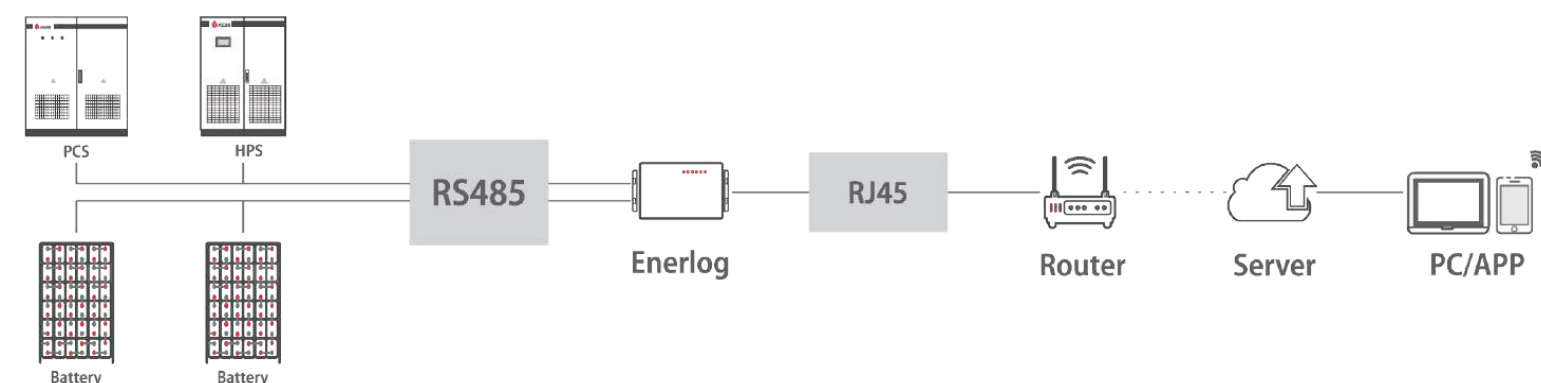 PCS
HPS
RS485
Enerlog
RJ45
Router
Server
PC/APP
Battery
Battery